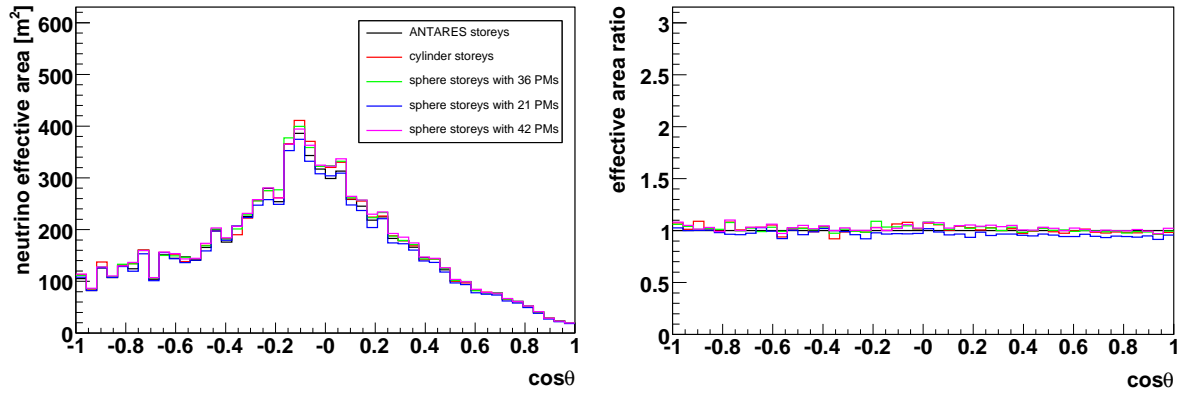 neutrino effective area [m²]
600
500
400
300
200
100
0
ANTARES storeys
cylinder storeys
sphere storeys with 36 PMs
sphere storeys with 21 PMs
sphere storeys with 42 PMs
-1 -0.8 -0.6 -0.4 -0.2 -0 0.2 0.4 0.6 0.8 1
cosθ
effective area ratio
3
2.5
2
1.5
1
0.5
0
-1 -0.8 -0.6 -0.4 -0.2 -0 0.2 0.4 0.6 0.8 1
cosθ